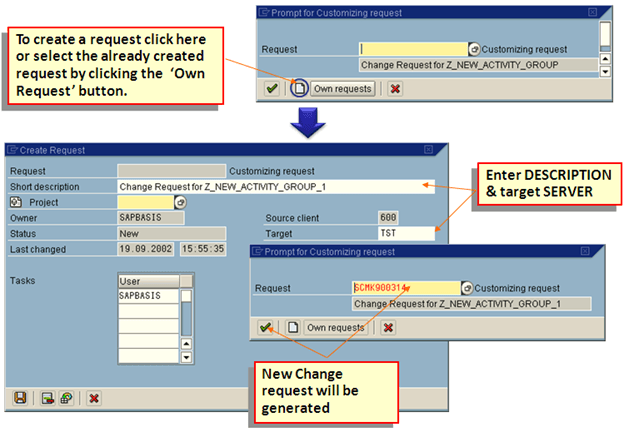 To create a request click here
or select the already created
request by clicking the 'Own
Request' button.
Prompt for Customizing request
Request
Customizing request
Change Request for Z_NEW_ACTIVITY_GROUP
Own requests
Create Request
Request
Customizing request
Short description
Change Request for Z_NEW_ACTIVITY_GROUP_1
Project
Owner
SAPBASIS
Source client
600
Status
New
Target
TST
Last changed
19.09.2002
15:55:35
Tasks
User
SAPBASIS
Enter DESCRIPTION
& target SERVER
Prompt for Customizing request
Request
SCMK900314
Customizing request
Change Request for Z_NEW_ACTIVITY_GROUP_1
Own requests
New Change
request will be
generated